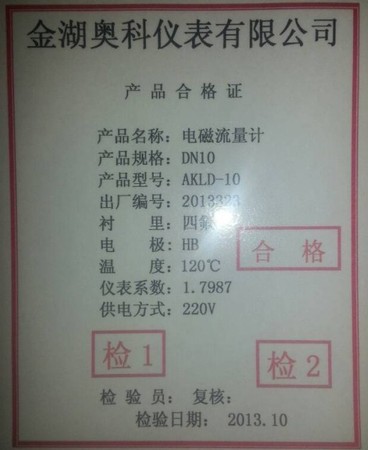 金湖奥科仪表有限公司
产品合格证
产品名称：电磁流量计
产品规格：DN10
产品型号：AKLD-10
出厂编号：2013323
衬 里：四氟
电 极：HB
合格
温 度：120℃
仪表系数：1.7987
供电方式：220V
检1
检2
检 验 员： 复核：
检验日期：2013.10